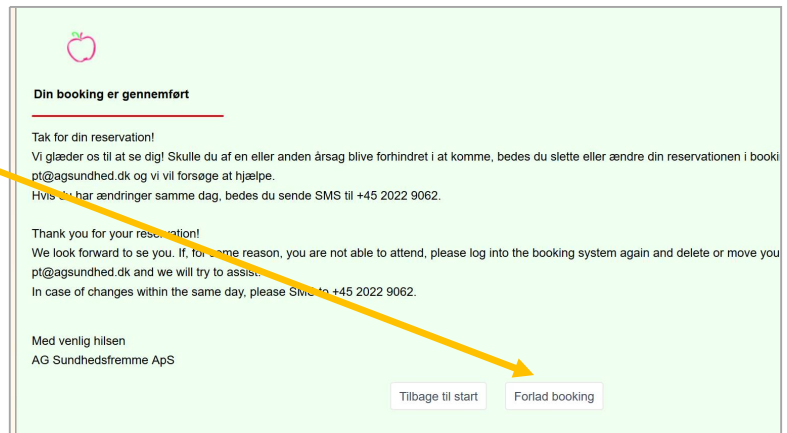 Din booking er gennemført
Tak for din reservation!
Vi glæder os til at se dig! Skulle du af en eller anden årsag blive forhindret i at komme, bedes du slette eller ændre din reservationen i booki
pt@agsundhed.dk og vi vil forsøge at hjælpe.
Hvis du har ændringer samme dag, bedes du sende SMS til +45 2022 9062.
Thank you for your reservation!
We look forward to se you. If, for some reason, you are not able to attend, please log into the booking system again and delete or move you
pt@agsundhed.dk and we will try to assist.
In case of changes within the same day, please SMS to +45 2022 9062.
Med venlig hilsen
AG Sundhedsfremme ApS
Tilbage til start Forlad booking